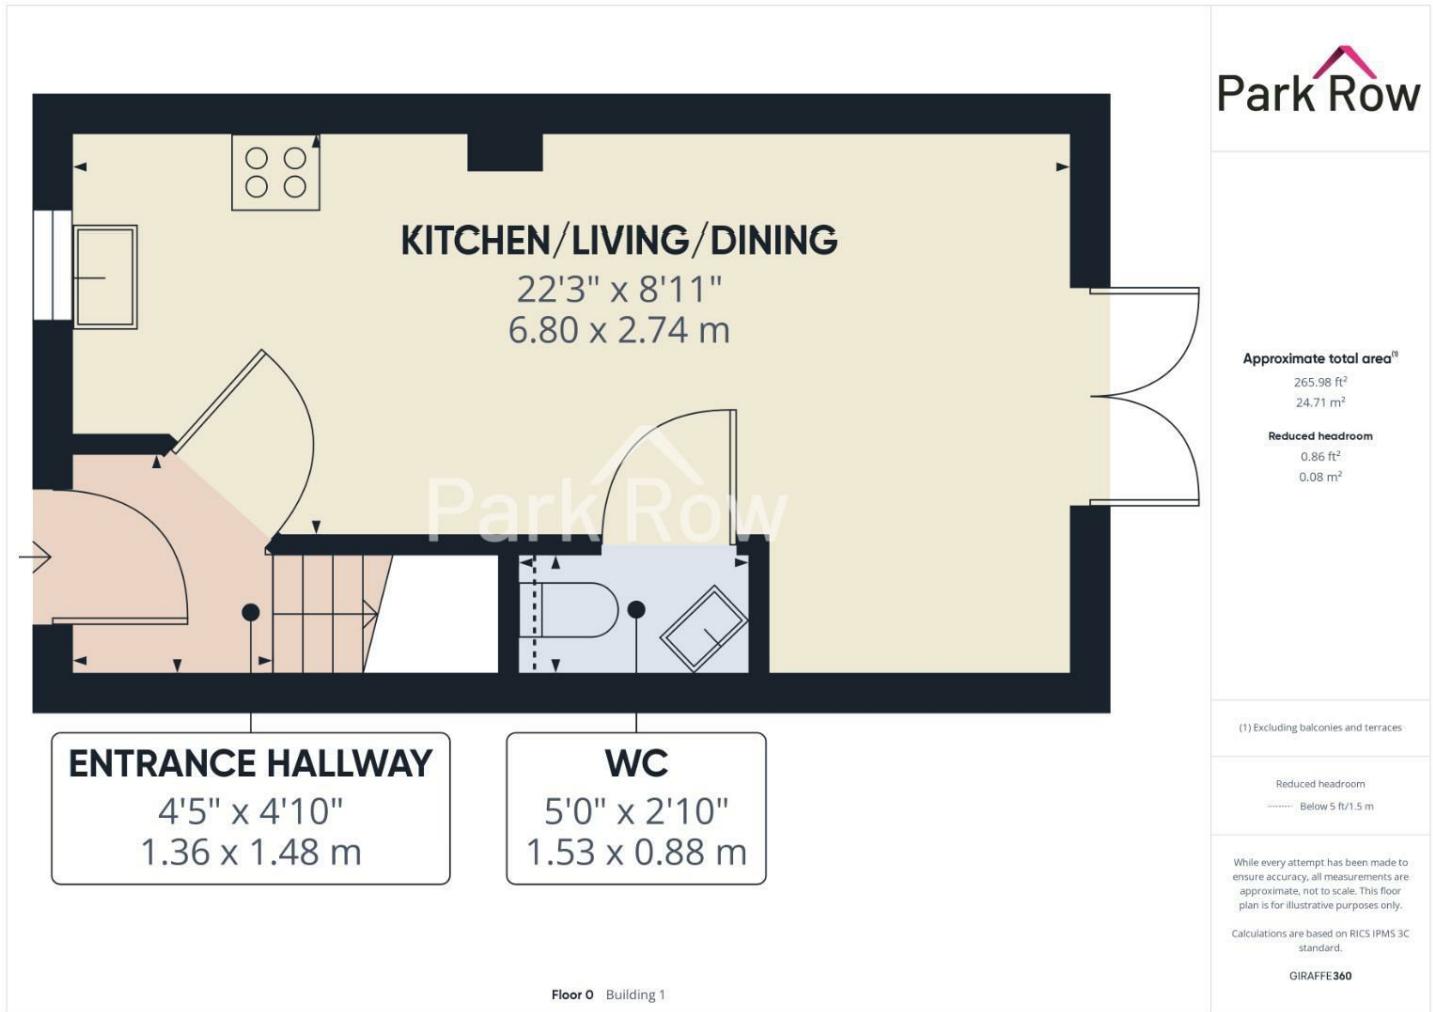 Park Row
KITCHEN/LIVING/DINING
22'3" x 8'11"
6.80 x 2.74 m
Park Row
ENTRANCE HALLWAY
4'5" x 4'10"
1.36 x 1.48 m
WC
5'0" x 2'10"
1.53 x 0.88 m
Floor 0 Building 1
Approximate total area(1)
265.98 ft²
24.71 m²
Reduced headroom
0.86 ft²
0.08 m²
(1) Excluding balconies and terraces
Reduced headroom
Below 5 ft/1.5 m
While every attempt has been made to
ensure accuracy, all measurements are
approximate, not to scale. This floor
plan is for illustrative purposes only.
Calculations are based on RICS IPMS 3C
standard.
GIRAFFE360